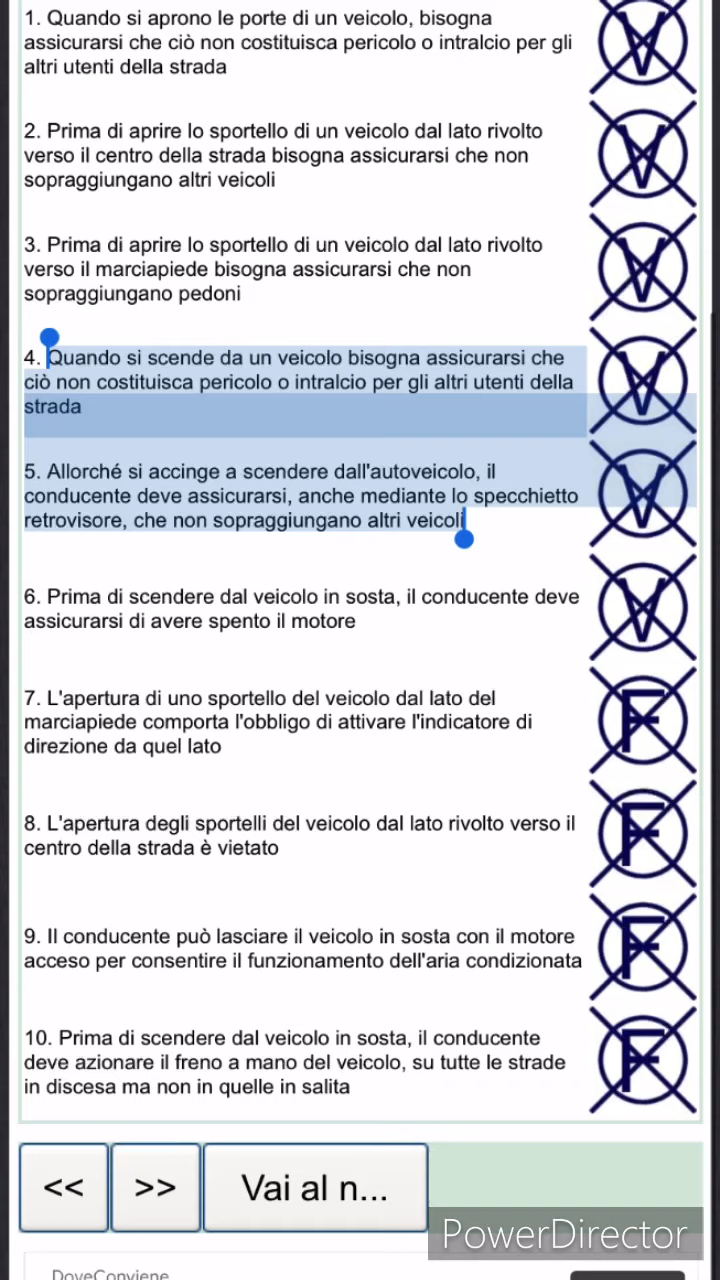 1. Quando si aprono le porte di un veicolo, bisogna
assicurarsi che ciò non costituisca pericolo o intralcio per gli
altri utenti della strada
V
2. Prima di aprire lo sportello di un veicolo dal lato rivolto
verso il centro della strada bisogna assicurarsi che non
sopraggiungano altri veicoli
V
3. Prima di aprire lo sportello di un veicolo dal lato rivolto
verso il marciapiede bisogna assicurarsi che non
sopraggiungano pedoni
V
4. Quando si scende da un veicolo bisogna assicurarsi che
ciò non costituisca pericolo o intralcio per gli altri utenti della
strada
V
5. Allorché si accinge a scendere dall'autoveicolo, il
conducente deve assicurarsi, anche mediante lo specchietto
retrovisore, che non sopraggiungano altri veicoli
V
6. Prima di scendere dal veicolo in sosta, il conducente deve
assicurarsi di avere spento il motore
V
7. L'apertura di uno sportello del veicolo dal lato del
marciapiede comporta l'obbligo di attivare l'indicatore di
direzione da quel lato
F
8. L'apertura degli sportelli del veicolo dal lato rivolto verso il
centro della strada è vietato
F
9. Il conducente può lasciare il veicolo in sosta con il motore
acceso per consentire il funzionamento dell'aria condizionata
F
10. Prima di scendere dal veicolo in sosta, il conducente
deve azionare il freno a mano del veicolo, su tutte le strade
in discesa ma non in quelle in salita
F
<< >> Vai al n...
PowerDirector
DoveConviene